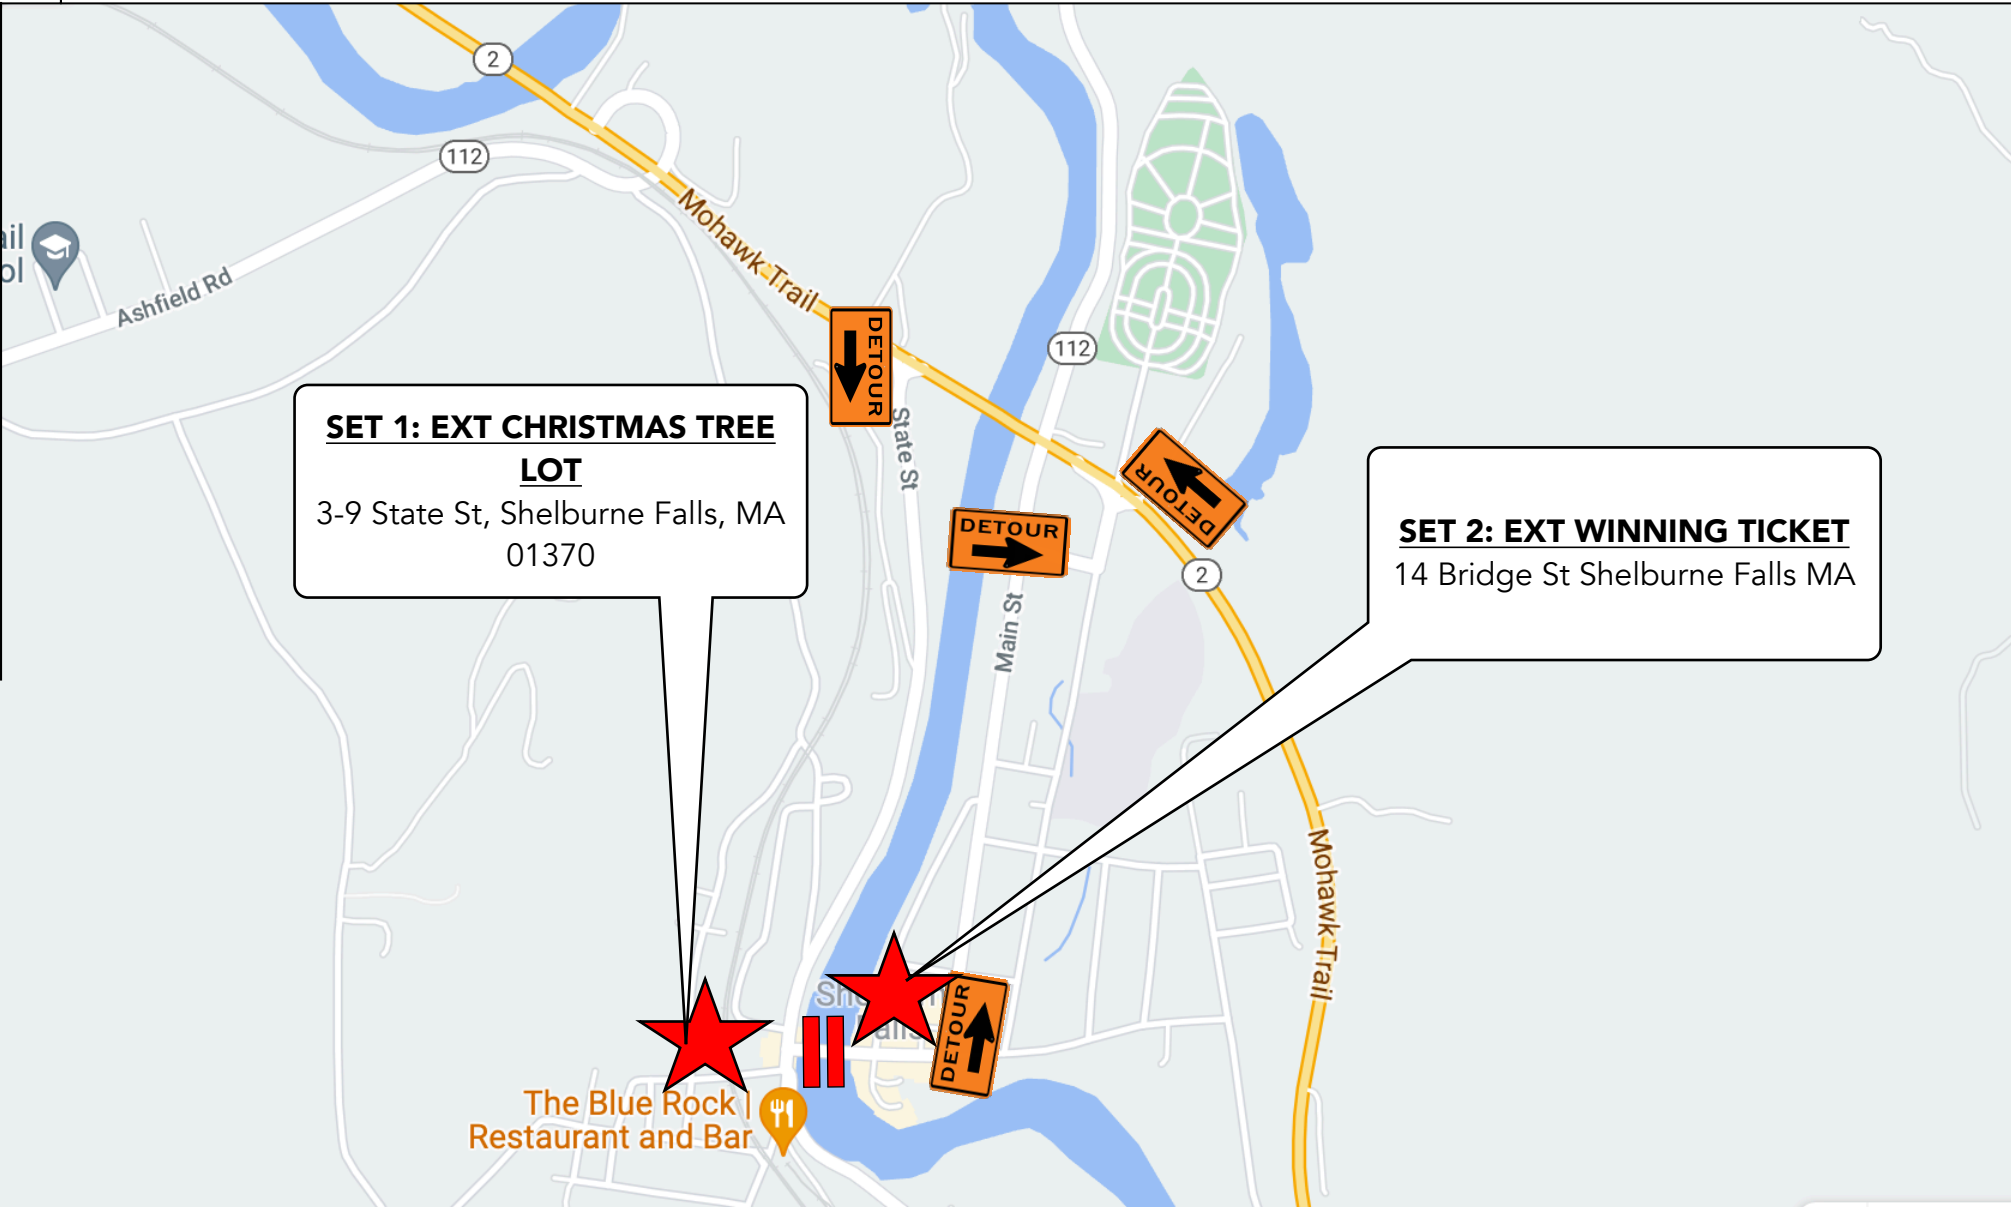 2
112
ail
ol
Ashfield Rd
Mohawk Trail
DETOUR
112
State St
SET 1: EXT CHRISTMAS TREE
LOT
3-9 State St, Shelburne Falls, MA
01370
DETOUR
DETOUR
2
SET 2: EXT WINNING TICKET
14 Bridge St Shelburne Falls MA
Main St
Mohawk Trail
DETOUR
The Blue Rock |
Restaurant and Bar